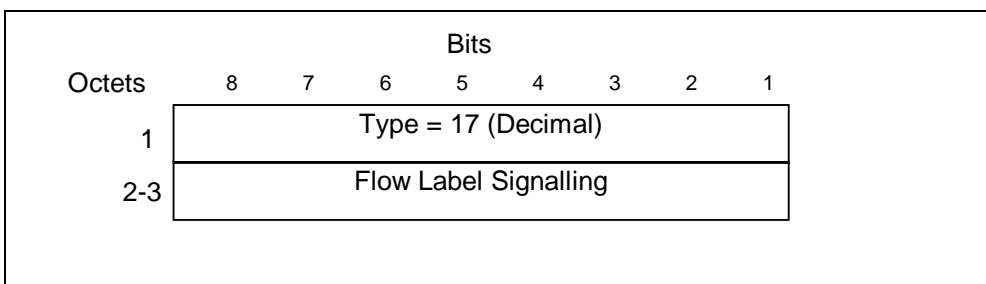 Bits
Octets 8 7 6 5 4 3 2 1
1 Type = 17 (Decimal)
2-3 Flow Label Signalling